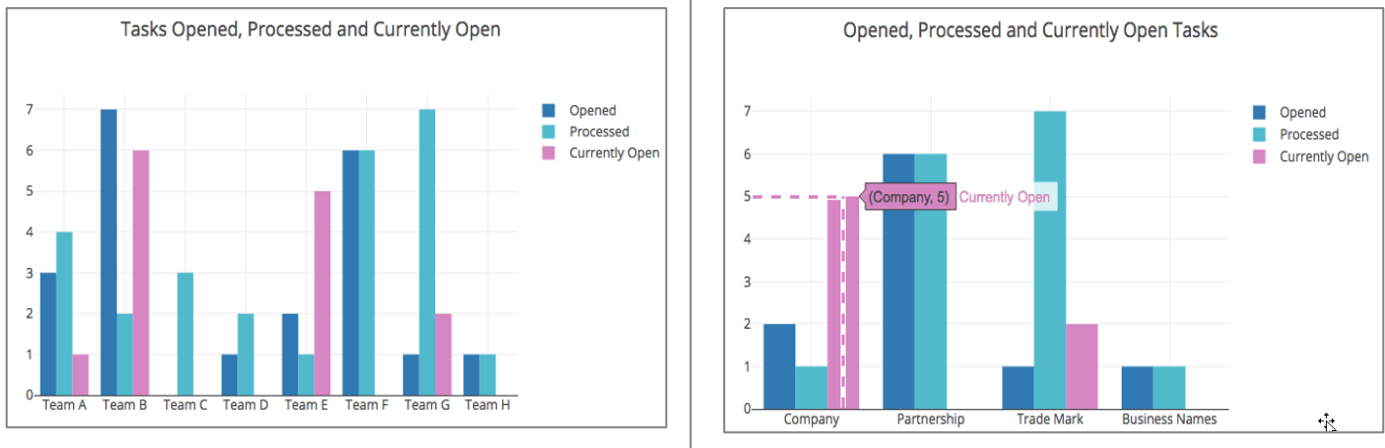 Tasks Opened, Processed and Currently Open
7
6
5
4
3
2
1
0
Team A Team B Team C Team D Team E Team F Team G Team H
Opened
Processed
Currently Open
Opened, Processed and Currently Open Tasks
7
6
5
4
3
2
1
0
(Company, 5) Currently Open
Company Partnership Trade Mark Business Names
Opened
Processed
Currently Open